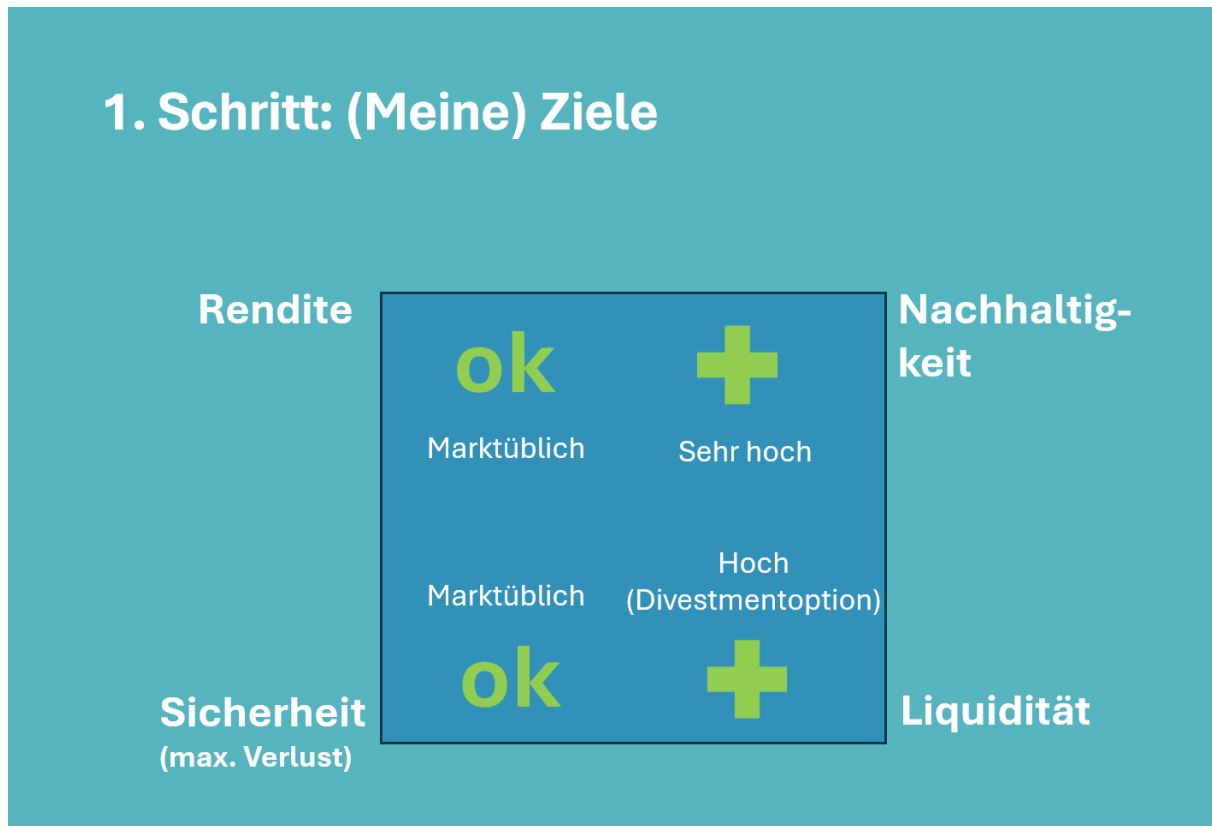 1. Schritt: (Meine) Ziele
Rendite
Nachhaltig-
keit
ok
Marktüblich
Sehr hoch
Marktüblich
Hoch
(Divestmentoption)
ok
Sicherheit
(max. Verlust)
Liquidität